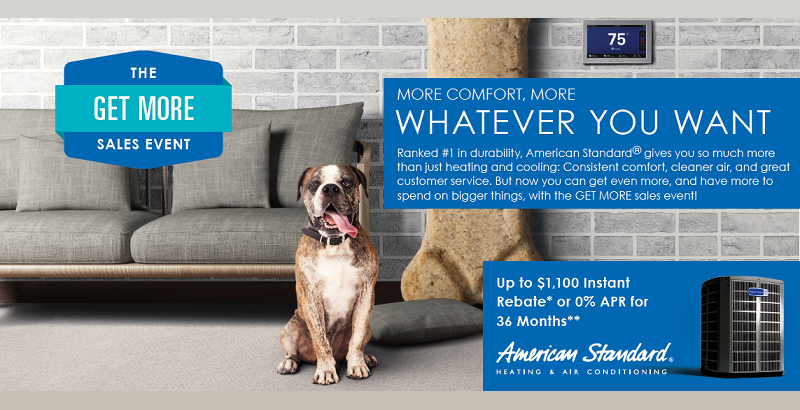 THE
GET MORE
SALES EVENT
75°
MORE COMFORT, MORE
WHATEVER YOU WANT
Ranked #1 in durability, American Standard® gives you so much more
than just heating and cooling: Consistent comfort, cleaner air, and great
customer service. But now you can get even more, and have more to
spend on bigger things, with the GET MORE sales event!
Up to $1,100 Instant
Rebate* or 0% APR for
36 Months**
American Standard®
HEATING & AIR CONDITIONING